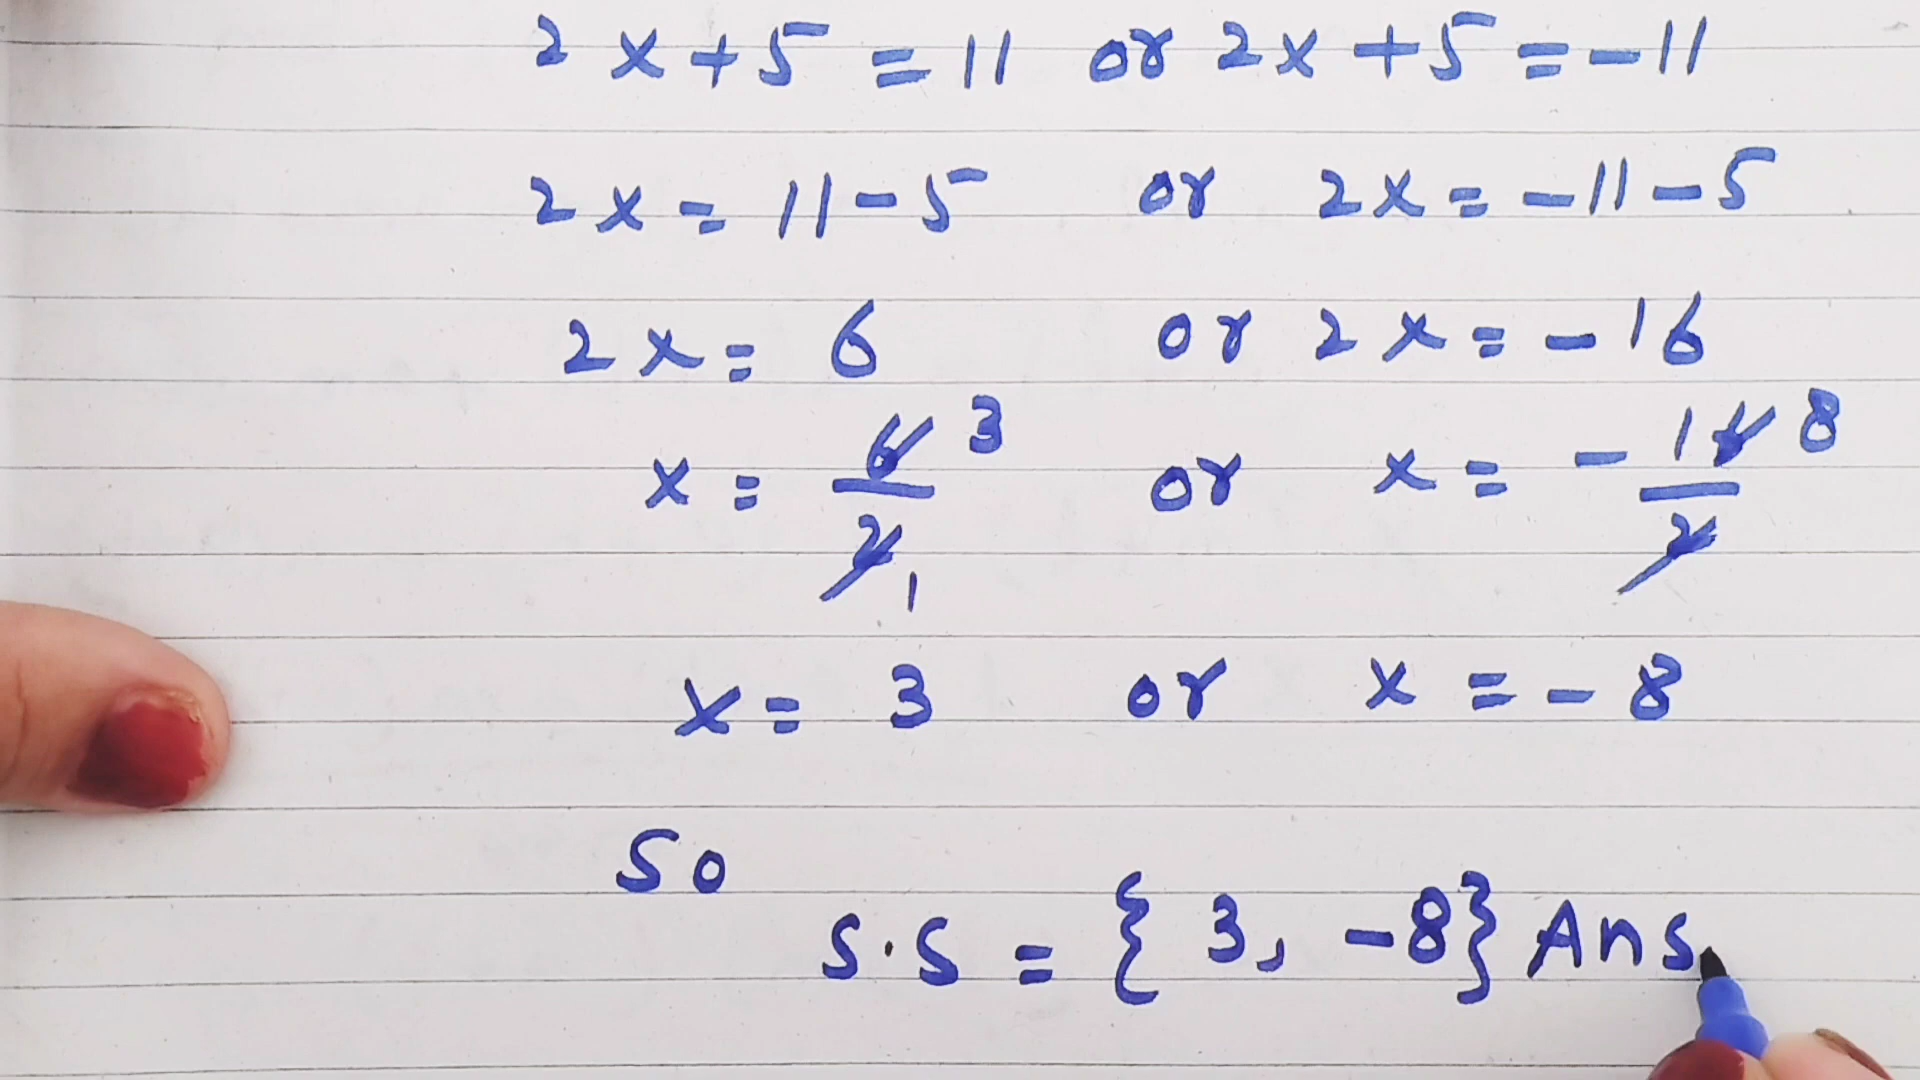 2x+5=11 or 2x+5=-11
2x=11-5 or 2x=-11-5
2x=6 or 2x=-16
x=6/2 3 1 or x=-16/2 8
x=3 or x=-8
So
S.S={3,-8} Ans